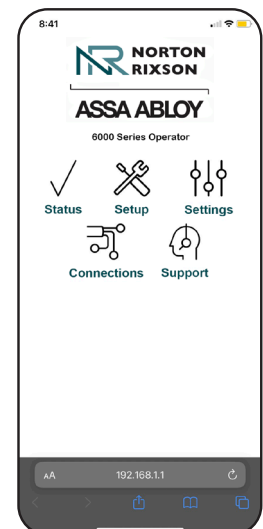 8:41
NORTON
RIXSON
ASSA ABLOY
6000 Series Operator
Status Setup Settings
Connections Support
AA 192.168.1.1